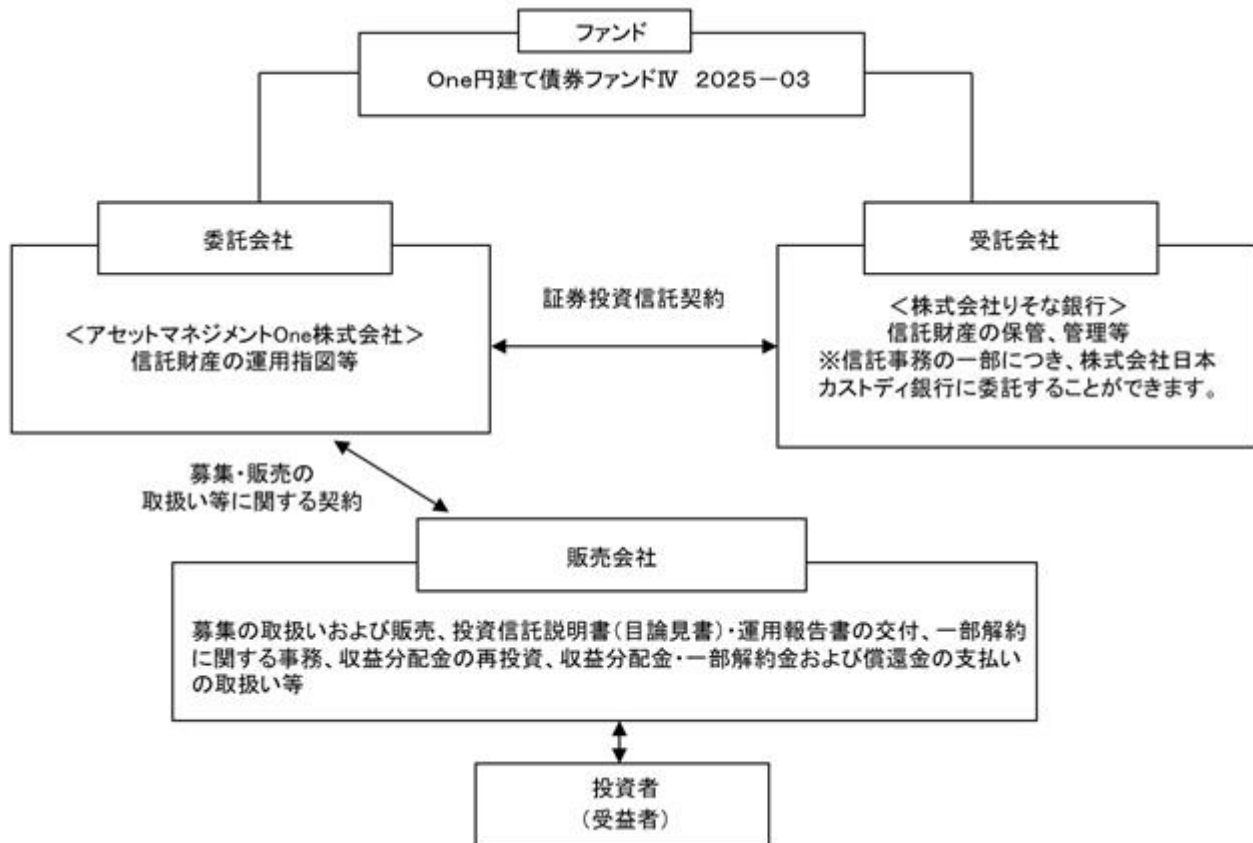 ファンド
One円建て債券ファンドⅣ 2025-03
委託会社
<アセットマネジメントOne株式会社>
信託財産の運用指図等
証券投資信託契約
受託会社
<株式会社りそな銀行>
信託財産の保管、管理等
※信託事務の一部につき、株式会社日本
カストディ銀行に委託することができます。
募集・販売の
取扱い等に関する契約
販売会社
募集の取扱いおよび販売、投資信託説明書(目論見書)・運用報告書の交付、一部解約
に関する事務、収益分配金の再投資、収益分配金・一部解約金および償還金の支払い
の取扱い等
投資者
(受益者)